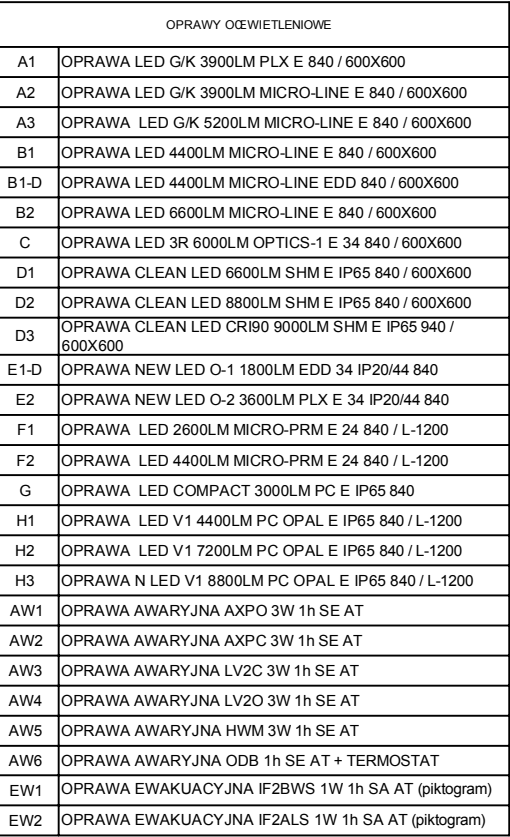 OPRAWY OŒWIETLENIOWE
A1 OPRAWA LED G/K 3900LM PLX E 840 / 600X600
A2 OPRAWA LED G/K 3900LM MICRO-LINE E 840 / 600X600
A3 OPRAWA LED G/K 5200LM MICRO-LINE E 840 / 600X600
B1 OPRAWA LED 4400LM MICRO-LINE E 840 / 600X600
B1-D OPRAWA LED 4400LM MICRO-LINE EDD 840 / 600X600
B2 OPRAWA LED 6600LM MICRO-LINE E 840 / 600X600
C OPRAWA LED 3R 6000LM OPTICS-1 E 34 840 / 600X600
D1 OPRAWA CLEAN LED 6600LM SHM E IP65 840 / 600X600
D2 OPRAWA CLEAN LED 8800LM SHM E IP65 840 / 600X600
D3 OPRAWA CLEAN LED CRI90 9000LM SHM E IP65 940 /
600X600
E1-D OPRAWA NEW LED O-1 1800LM EDD 34 IP20/44 840
E2 OPRAWA NEW LED O-2 3600LM PLX E 34 IP20/44 840
F1 OPRAWA LED 2600LM MICRO-PRM E 24 840 / L-1200
F2 OPRAWA LED 4400LM MICRO-PRM E 24 840 / L-1200
G OPRAWA LED COMPACT 3000LM PC E IP65 840
H1 OPRAWA LED V1 4400LM PC OPAL E IP65 840 / L-1200
H2 OPRAWA LED V1 7200LM PC OPAL E IP65 840 / L-1200
H3 OPRAWA N LED V1 8800LM PC OPAL E IP65 840 / L-1200
AW1 OPRAWA AWARYJNA AXPO 3W 1h SE AT
AW2 OPRAWA AWARYJNA AXPC 3W 1h SE AT
AW3 OPRAWA AWARYJNA LV2C 3W 1h SE AT
AW4 OPRAWA AWARYJNA LV2O 3W 1h SE AT
AW5 OPRAWA AWARYJNA HWM 3W 1h SE AT
AW6 OPRAWA AWARYJNA ODB 1h SE AT + TERMOSTAT
EW1 OPRAWA EWAKUACYJNA IF2BWS 1W 1h SA AT (piktogram)
EW2 OPRAWA EWAKUACYJNA IF2ALS 1W 1h SA AT (piktogram)